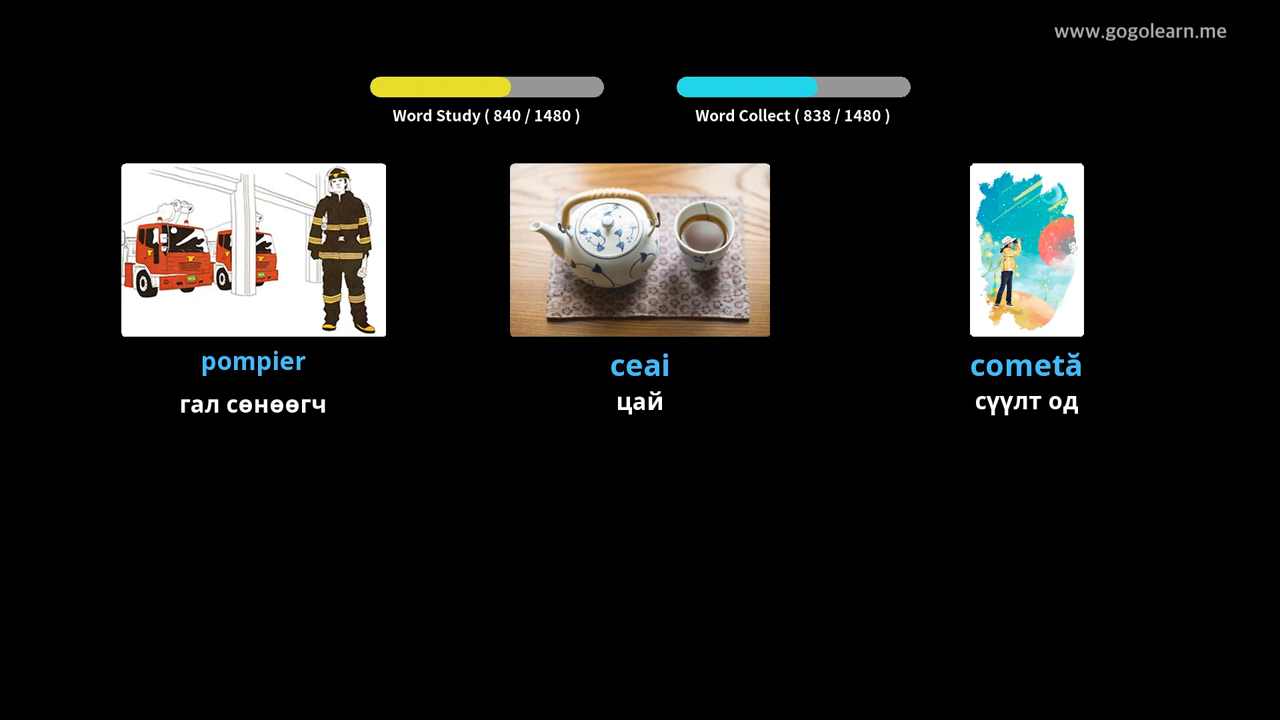 www.gogolearn.me
Word Study ( 840 / 1480 )
Word Collect ( 838 / 1480 )
pompier
ceai
cometă
гал сөнөөгч
цай
сүүлт од